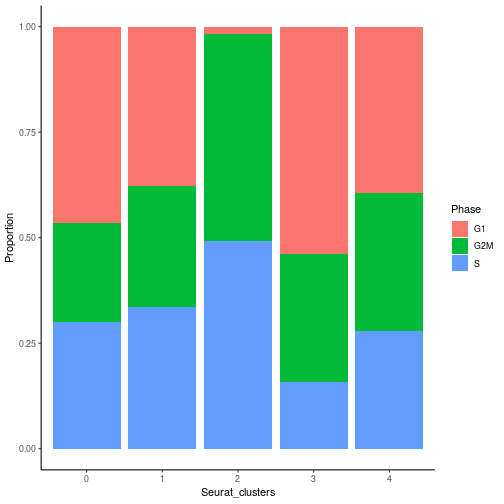 1.00
0.75
0.50
0.25
0.00
Proportion
0 1 2 3 4
Seurat_clusters
Phase
G1
G2M
S